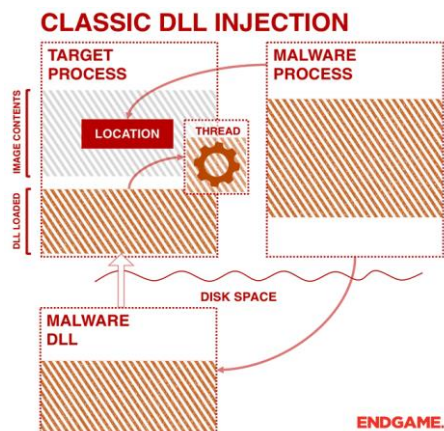 CLASSIC DLL INJECTION
TARGET
PROCESS
MALWARE
PROCESS
IMAGE CONTENTS
LOCATION
THREAD
DLL LOADED
DISK SPACE
MALWARE
DLL
ENDGAME.